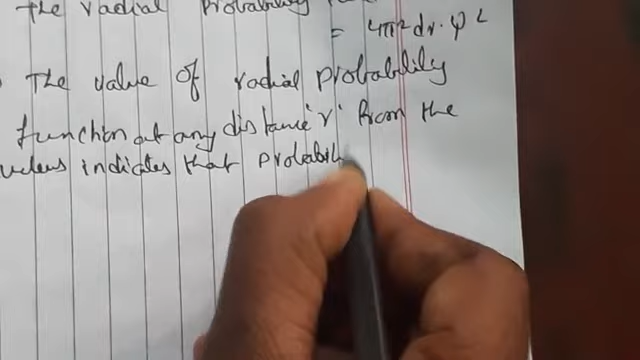 the radial Probability
= 4πr²dr.ψ²
The value of radial Probability
function at any distance 'r' from the
indicates that probabili